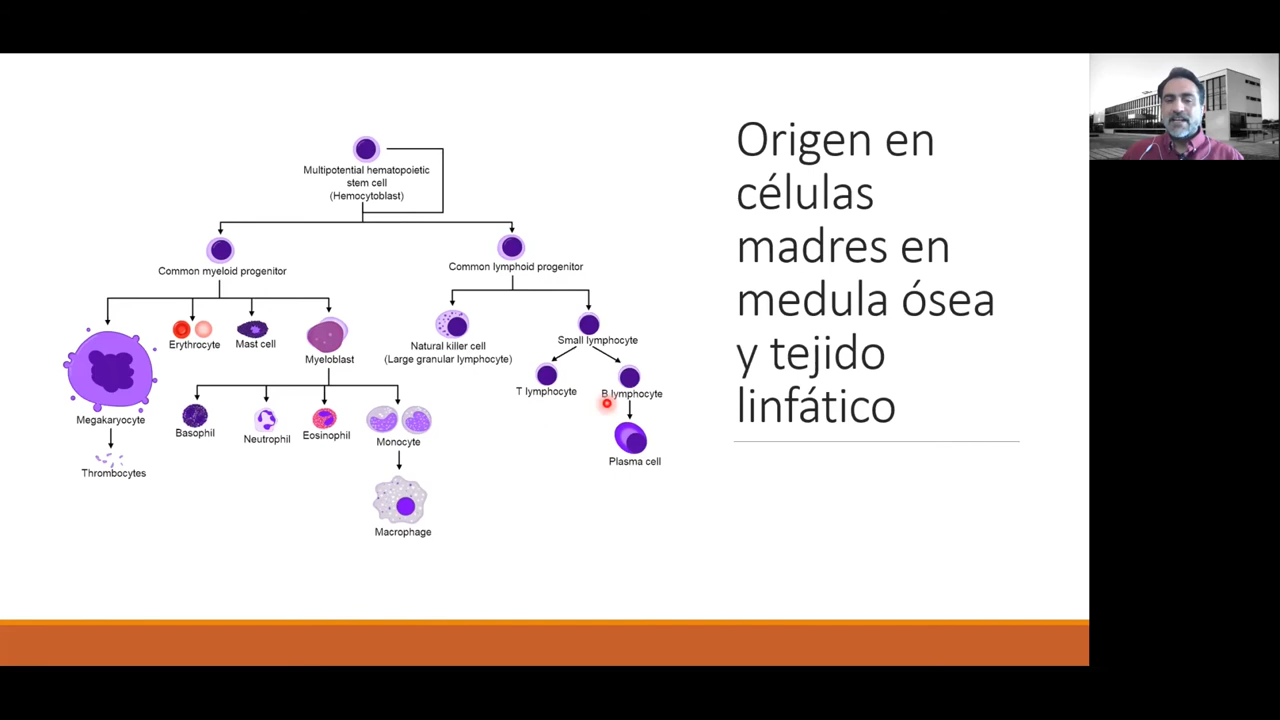 Multipotential hematopoietic
stem cell
(Hemocytoblast)
Common myeloid progenitor
Common lymphoid progenitor
Erythrocyte
Mast cell
Myeloblast
Natural killer cell
(Large granular lymphocyte)
Small lymphocyte
T lymphocyte
B lymphocyte
Megakaryocyte
Basophil
Neutrophil
Eosinophil
Monocyte
Plasma cell
Thrombocytes
Macrophage
Origen en
células
madres en
medula ósea
y tejido
linfático